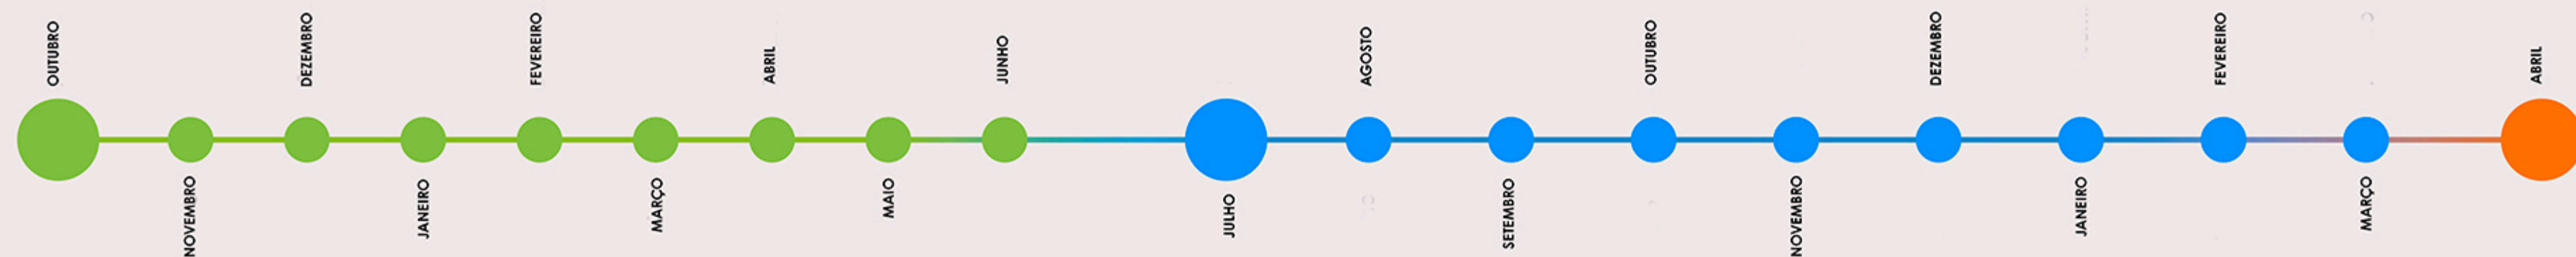 OUTUBRO
NOVEMBRO
DEZEMBRO
JANEIRO
FEVEREIRO
MARÇO
ABRIL
MAIO
JUNHO
JULHO
AGOSTO
SETEMBRO
OUTUBRO
NOVEMBRO
DEZEMBRO
JANEIRO
FEVEREIRO
MARÇO
ABRIL